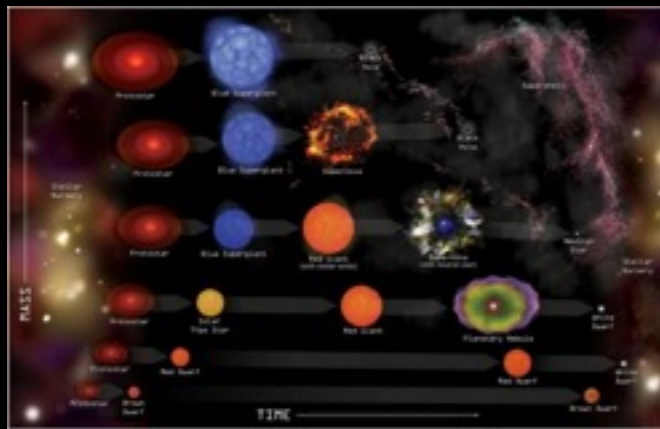 Protostar
Blue Supergiant
Black
Hole
Supernova
Protostar
Blue Supergiant
Supernova
Black
Hole
Stellar
Nursery
Protostar
Blue Supergiant
Red Giant
Supernova
Neutron
Star
Stellar
Nursery
MASS
Protostar
Solar
Type Star
Red Giant
Planetary Nebula
White
Dwarf
Protostar
Red Dwarf
Red Dwarf
White
Dwarf
Protostar
Brown
Dwarf
Brown Dwarf
TIME